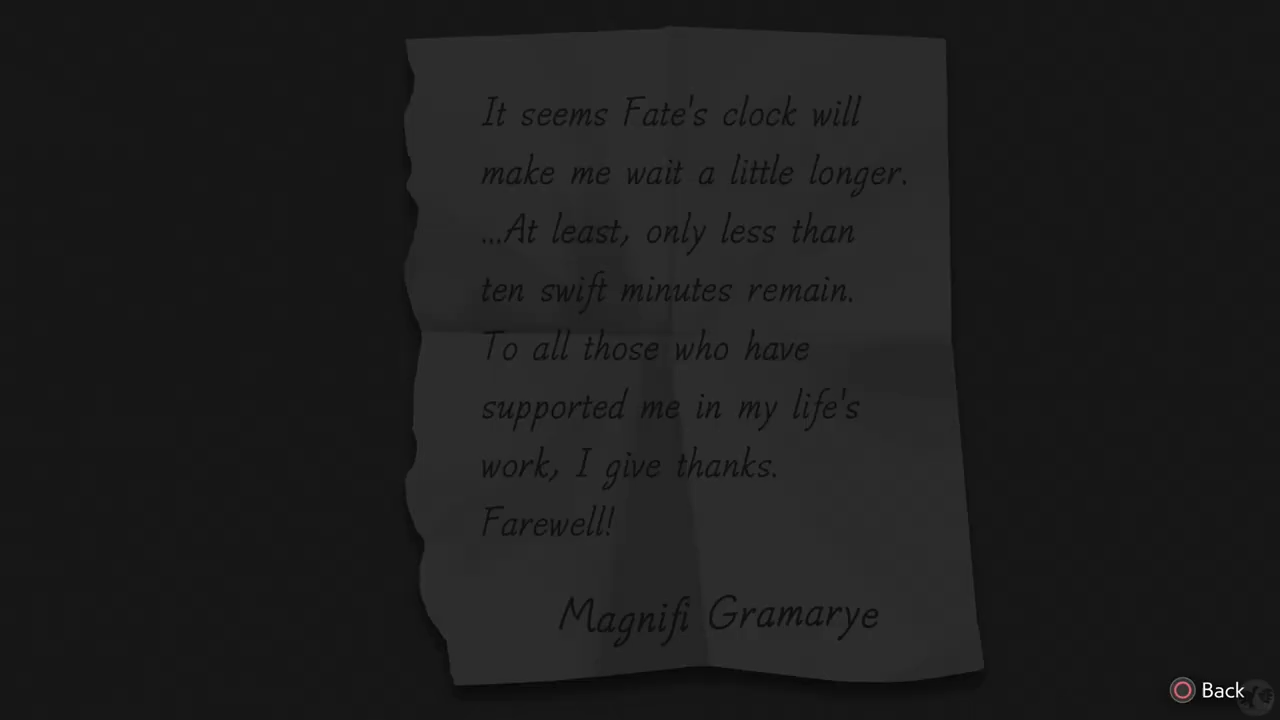 It seems Fate's clock will
make me wait a little longer.
...At least, only less than
ten swift minutes remain.
To all those who have
supported me in my life's
work, I give thanks.
Farewell!
Magnifi Gramarye
Back